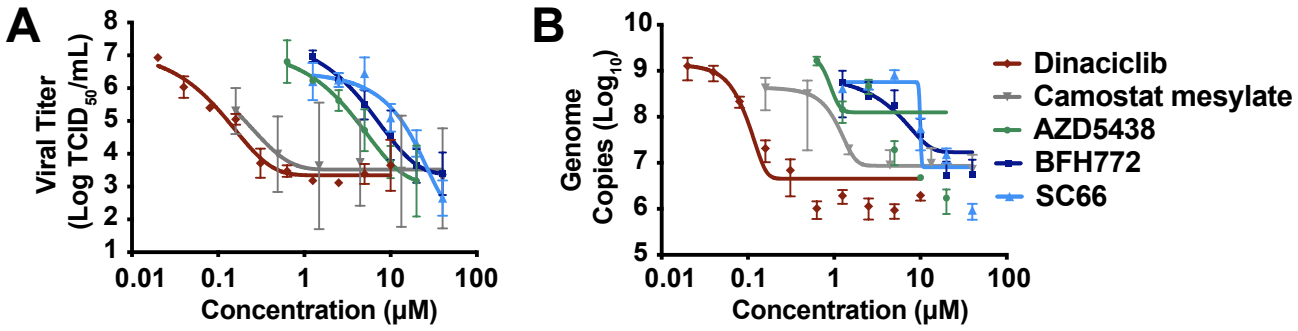 A
Viral Titer
(Log TCID50/mL)
8
7
6
5
4
3
2
1
0.01 0.1 1 10 100
Concentration (µM)
B
Genome
Copies (Log10)
10
9
8
7
6
5
0.01 0.1 1 10 100
Concentration (µM)
Dinaciclib
Camostat mesylate
AZD5438
BFH772
SC66